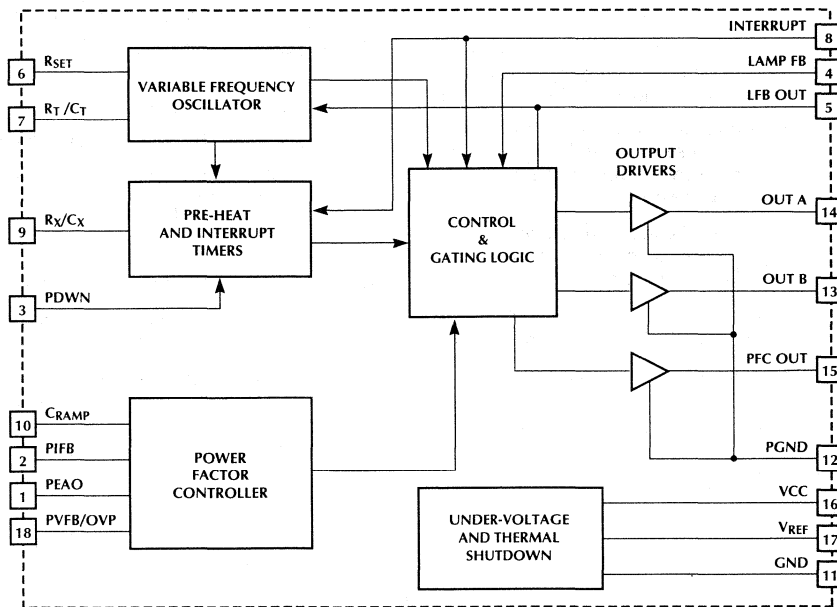 INTERRUPT
8
6
RSET
LAMP FB
4
VARIABLE FREQUENCY
OSCILLATOR
LFB OUT
5
7
RT /CT
OUTPUT
DRIVERS
9
RX/CX
PRE-HEAT
AND INTERRUPT
TIMERS
CONTROL
&
GATING LOGIC
OUT A
14
3
PDWN
OUT B
13
PFC OUT
15
10
CRAMP
2
PIFB
1
PEAO
18
PVFB/OVP
POWER
FACTOR
CONTROLLER
PGND
12
UNDER-VOLTAGE
AND THERMAL
SHUTDOWN
VCC
16
VREF
17
GND
11